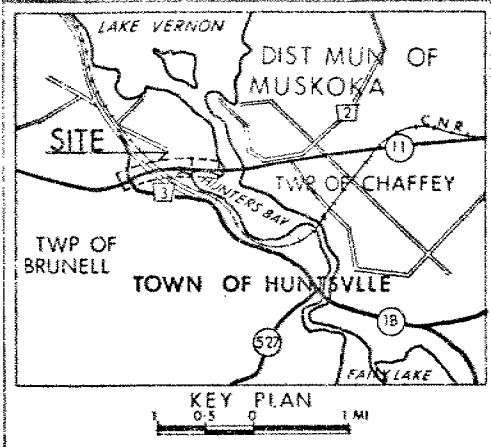 LAKE VERNON
DIST MUN OF
MUSKOKA
2
C.N.R.
SITE
11
3
HUNTERS BAY
TWP OF CHAFFEY
TWP OF
BRUNELL
TOWN OF HUNTSVLLE
1B
527
FAIRY LAKE
KEY PLAN
1 0·5 0 1 MI